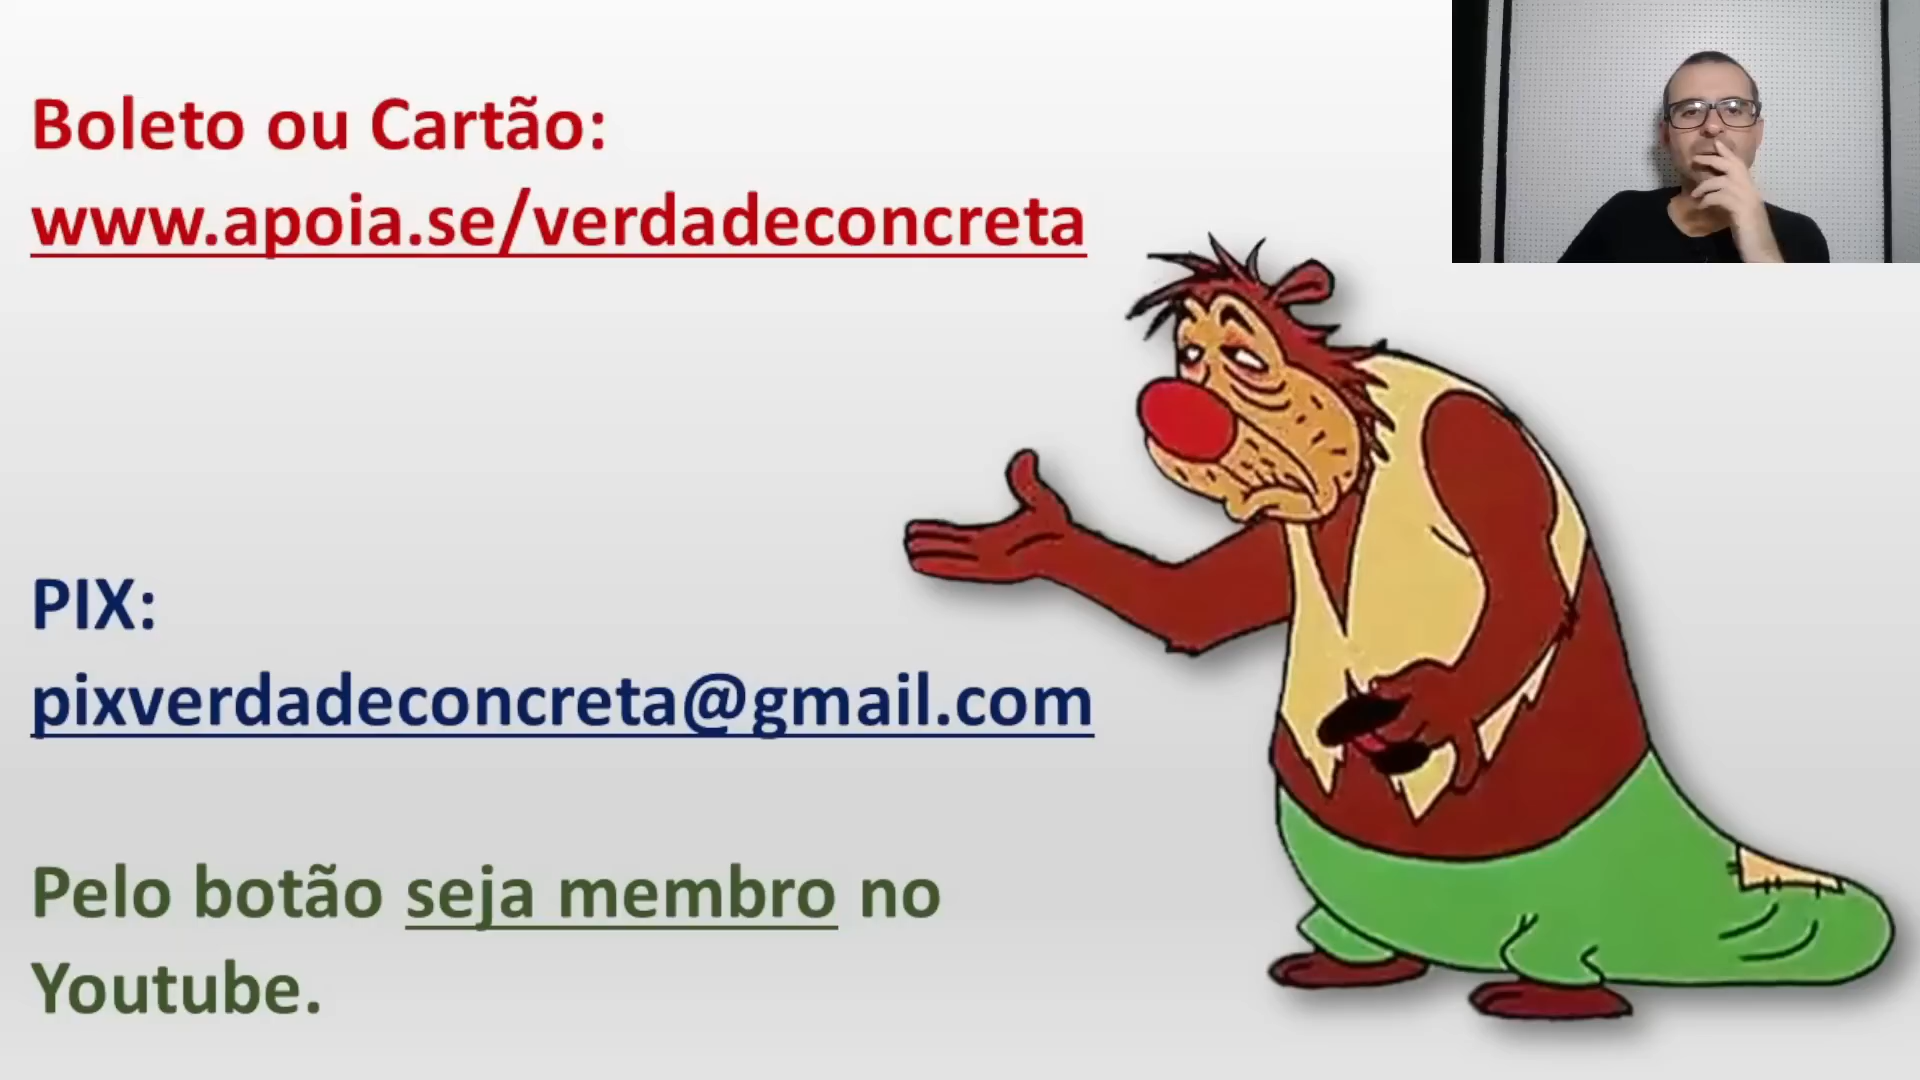 Boleto ou Cartão:
www.apoia.se/verdadeconcreta
PIX:
pixverdadeconcreta@gmail.com
Pelo botão seja membro no
Youtube.